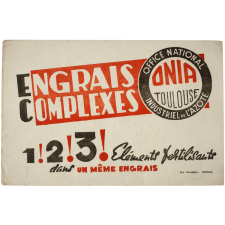 ENGRAIS
COMPLEXES
OFFICE NATIONAL
ONIA
TOULOUSE
INDUSTRIEL DE L'AZOTE
1! 2! 3! Eléments fertilisants
dans UN MÊME ENGRAIS